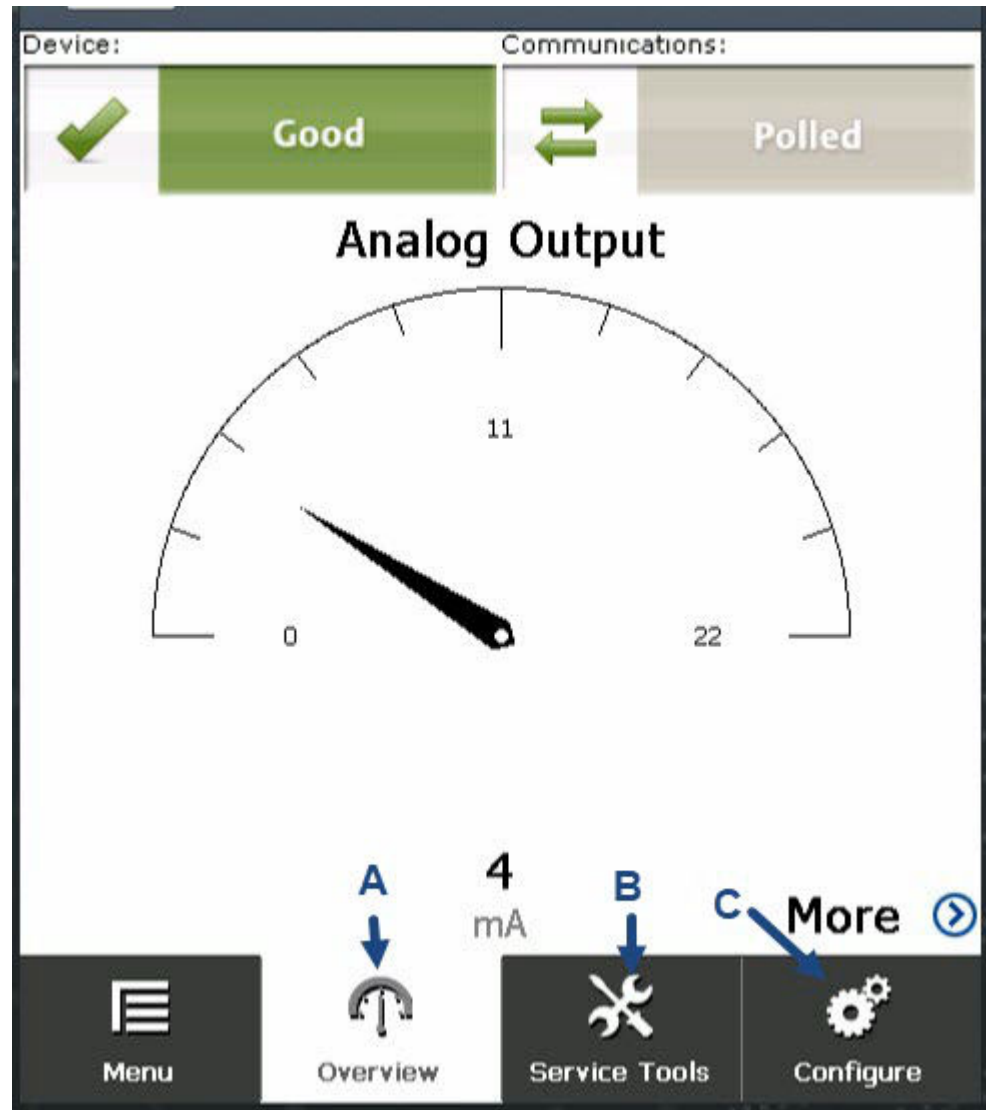 Device:
Communications:
Good
Polled
Analog Output
11
0
22
4
mA
A
B
C
More
Menu
Overview
Service Tools
Configure